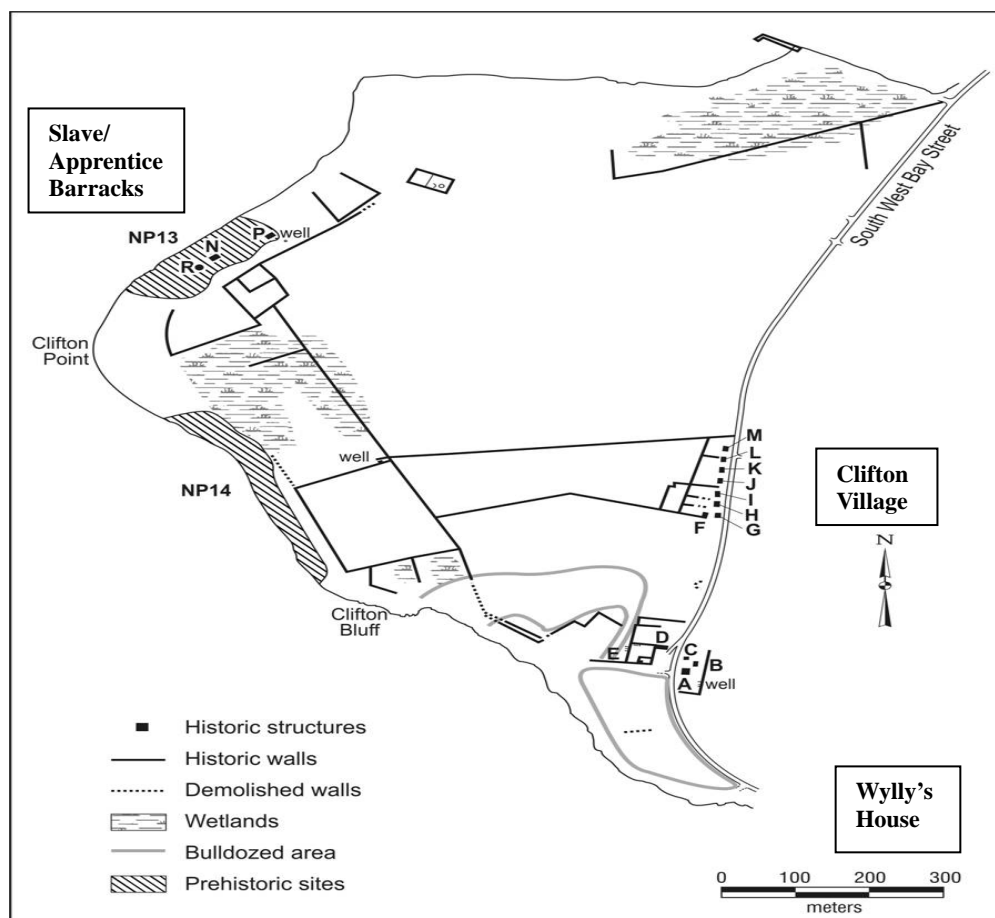 Slave/
Apprentice
Barracks
South West Bay Street
NP13
P
well
N
R
Clifton
Point
M
L
well
K
J
I
NP14
H
F
G
Clifton
Village
N
Clifton
Bluff
D
E
C
B
A
well
Historic structures
Historic walls
Demolished walls
Wetlands
Bulldozed area
Prehistoric sites
Wylly's
House
0 100 200 300
meters